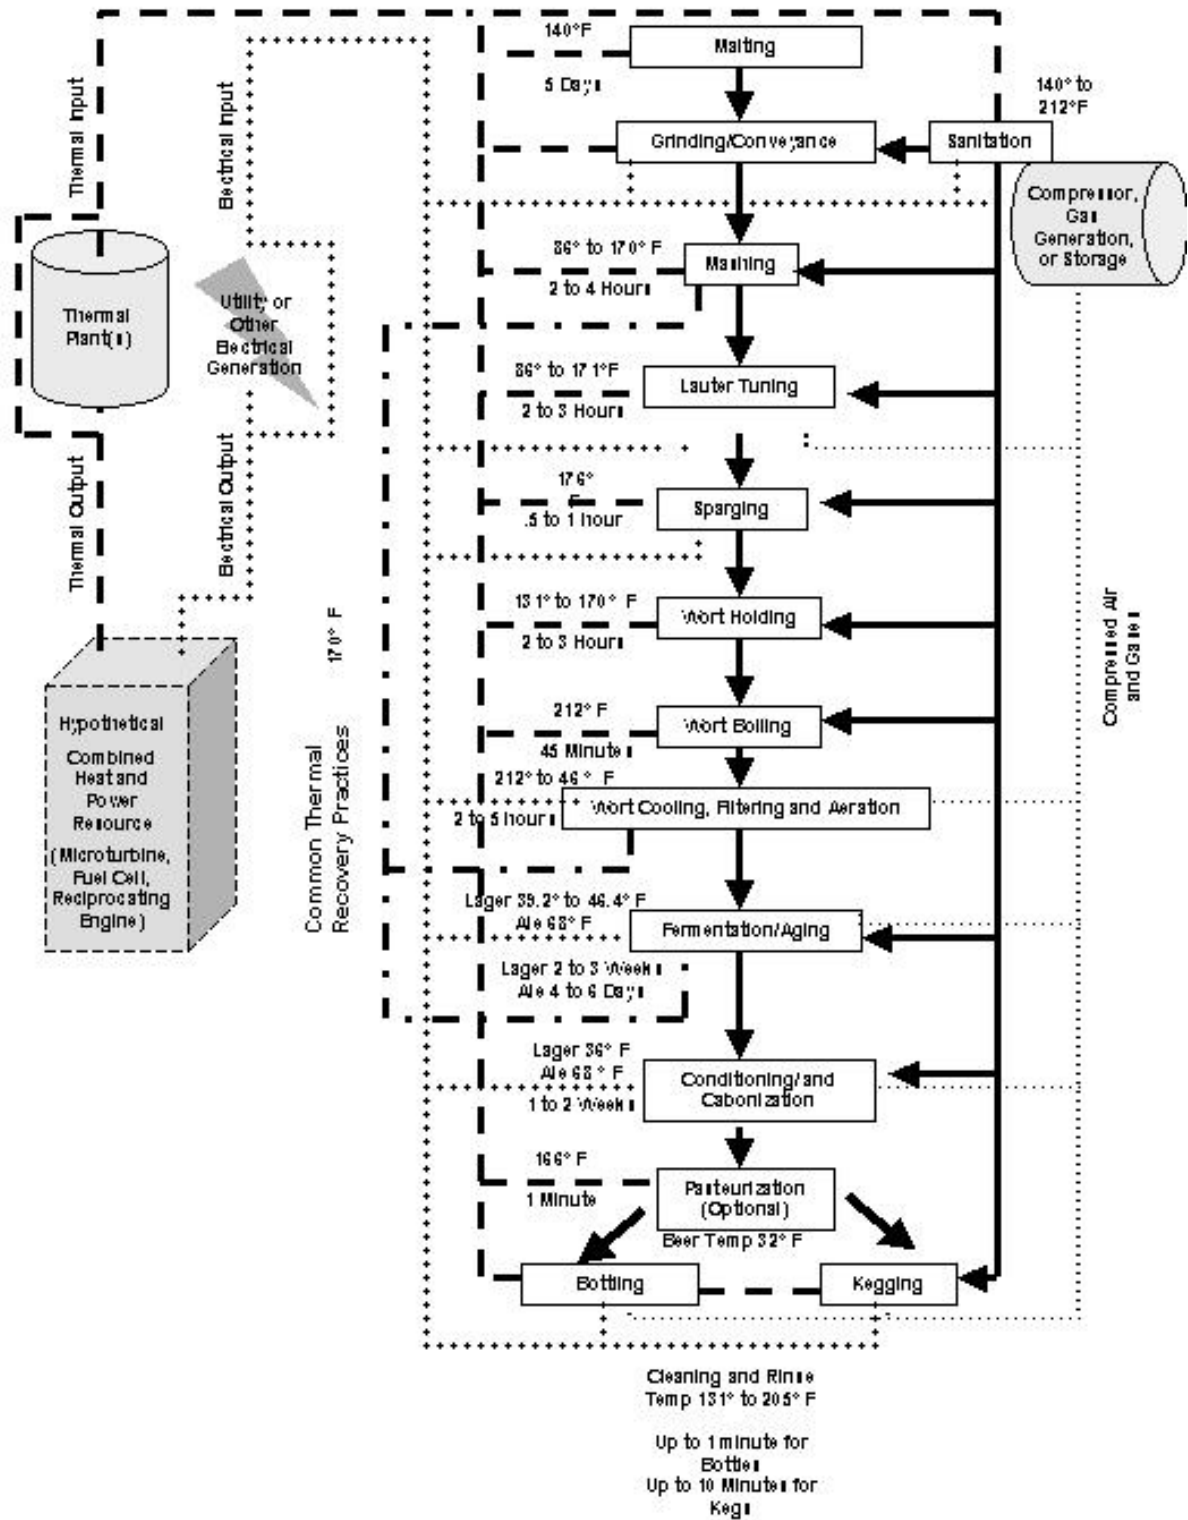 140°F
Malting
5 Days
140° to
212°F
Grinding/Conveyance
Sanitation
Thermal Input
Electrical Input
Compressor,
Gas
Generation,
or Storage
86° to 170° F
Mashing
2 to 4 Hours
Thermal
Plant(s)
Utility or
Other
Electrical
Generation
86° to 171°F
Lauter Tuning
2 to 3 Hours
Thermal Output
Electrical Output
176°
F
.5 to 1 hour
Sparging
131° to 170° F
Wort Holding
2 to 3 Hours
170° F
Compressed Air
and Gases
Hypothetical
Combined
Heat and
Power
Resource
(Microturbine,
Fuel Cell,
Reciprocating
Engine)
Common Thermal
Recovery Practices
212° F
Wort Boiling
45 Minutes
212° to 46° F
Wort Cooling, Filtering and Aeration
2 to 5 hours
Lager 39.2° to 46.4° F
Ale 68° F
Fermentation/Aging
Lager 2 to 3 Weeks
Ale 4 to 6 Days
Lager 36° F
Ale 68° F
Conditioning/and
Cabonization
1 to 2 Weeks
166° F
Pasteurization
(Optional)
1 Minute
Beer Temp 32° F
Bottling
Kegging
Cleaning and Rinse
Temp 131° to 205° F
Up to 1 minute for
Bottles
Up to 10 Minutes for
Kegs